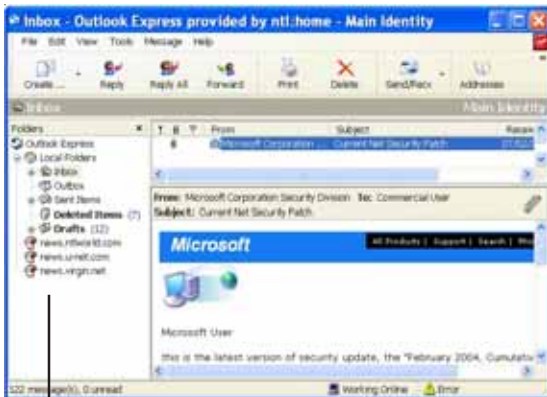 Inbox - Outlook Express provided by ntl:home - Main Identity
File Edit View Tools Message Help
Create ... Reply Reply All Forward Print Delete Send/Recv Addresses
Inbox Main Identity
Folders
From Subject
Outlook Express
Microsoft Corporation ... Current Net Security Patch
Local Folders
Inbox
Outbox
Sent Items
Deleted Items (7)
Drafts (12)
news.ntlworld.com
news.u-net.com
news.virgin.net
From: Microsoft Corporation Security Division To: Commercial User
Subject: Current Net Security Patch
Microsoft
All Products | Support | Search |
Microsoft User
this is the latest version of security update, the "February 2004, Cumulativ
322 message(s), 0 unread Working Online Error